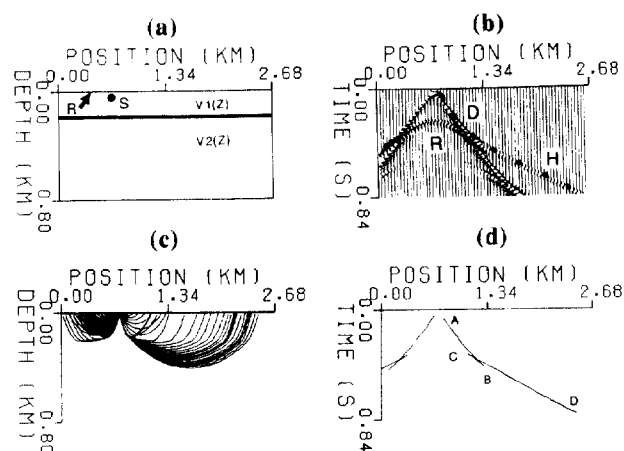 (a)
POSITION (KM)
0.00 1.34 2.68
DEPTH (KM)
0.00
0.80
R
S
V1(Z)
V2(Z)
(b)
POSITION (KM)
0.00 1.34 2.68
TIME (S)
0.00
0.84
D
R
H
(c)
POSITION (KM)
0.00 1.34 2.68
DEPTH (KM)
0.00
0.80
(d)
POSITION (KM)
0.00 1.34 2.68
TIME (S)
0.00
0.84
A
C
B
D